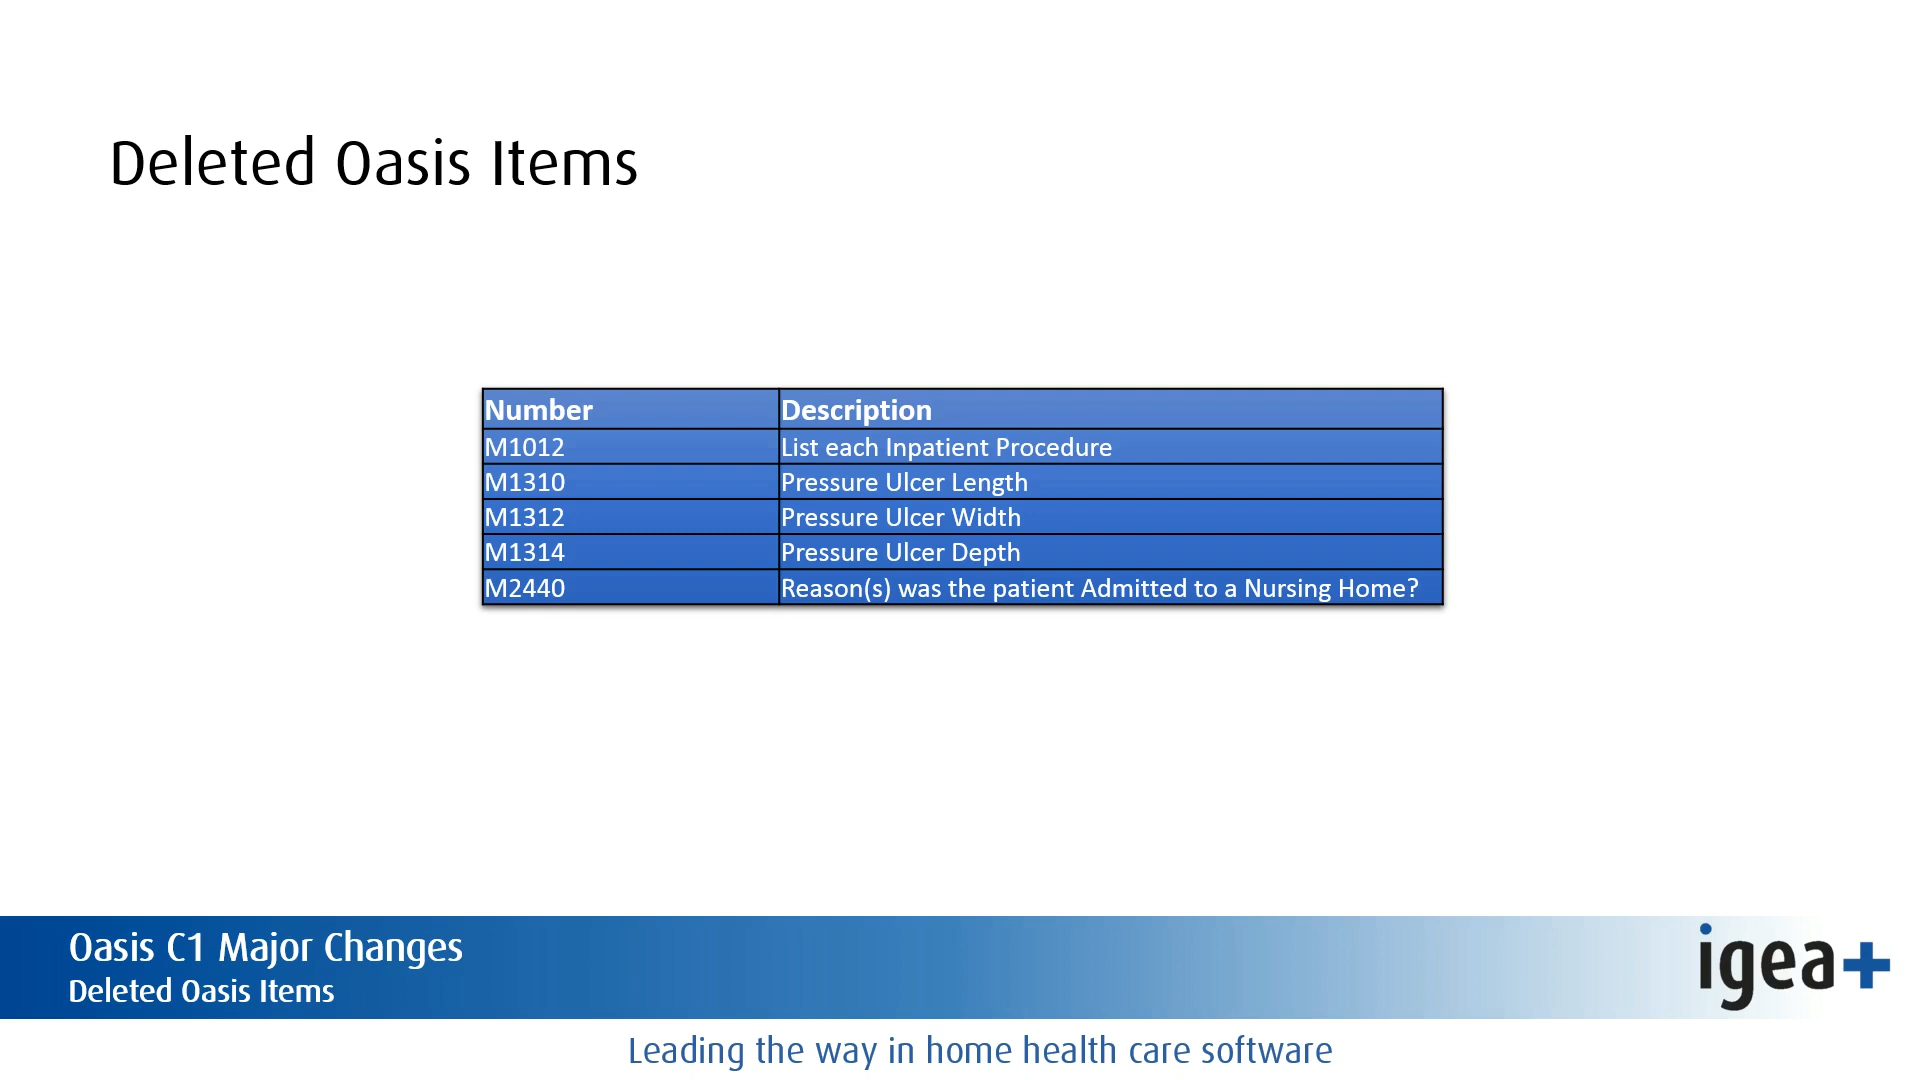 Deleted Oasis Items
Number Description
M1012 List each Inpatient Procedure
M1310 Pressure Ulcer Length
M1312 Pressure Ulcer Width
M1314 Pressure Ulcer Depth
M2440 Reason(s) was the patient Admitted to a Nursing Home?
Oasis C1 Major Changes
Deleted Oasis Items
igea+
Leading the way in home health care software